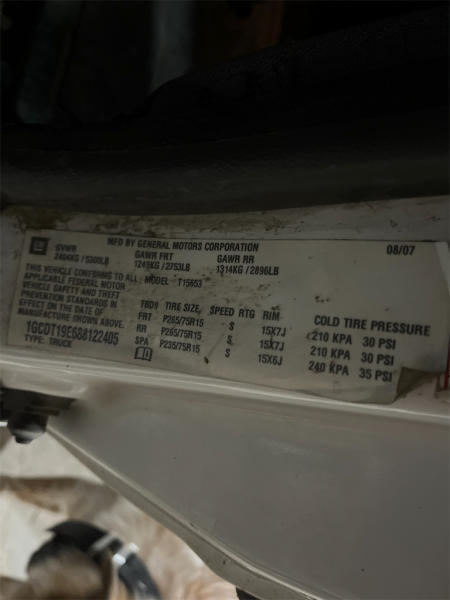 GM
MFD BY GENERAL MOTORS CORPORATION 08/07
GVWR GAWR FRT GAWR RR
2404KG / 5300LB 1249KG / 2753LB 1314KG / 2896LB
THIS VEHICLE CONFORMS TO ALL MODEL: T15653
APPLICABLE FEDERAL MOTOR
VEHICLE SAFETY AND THEFT
PREVENTION STANDARDS IN
EFFECT ON THE DATE OF
MANUFACTURE SHOWN ABOVE.
1GCDT19E688122405
TYPE: TRUCK
TIRE SIZE SPEED RTG RIM COLD TIRE PRESSURE
FRT P265/75R15 S 15X7J 210 KPA 30 PSI
RR P265/75R15 S 15X7J 210 KPA 30 PSI
SPA P235/75R15 S 15X6J 240 KPA 35 PSI